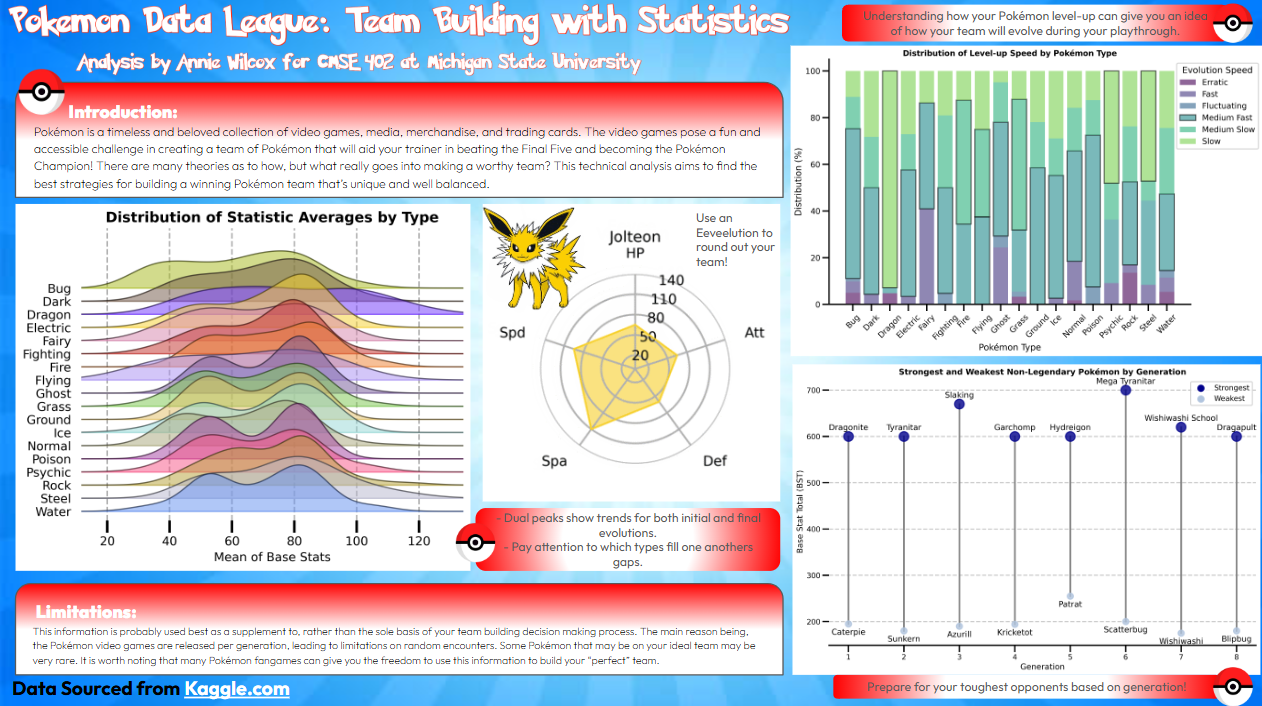 Pokemon Data League: Team Building with Statistics
Analysis by Annie Wilcox for CMSE 402 at Michigan State University
Introduction:
Pokémon is a timeless and beloved collection of video games, media, merchandise, and trading cards. The video games pose a fun and
accessible challenge in creating a team of Pokémon that will aid your trainer in beating the Final Five and becoming the Pokémon
Champion! There are many theories as to how, but what really goes into making a worthy team? This technical analysis aims to find the
best strategies for building a winning Pokémon team that's unique and well balanced.
Distribution of Statistic Averages by Type
Bug
Dark
Dragon
Electric
Fairy
Fighting
Fire
Flying
Ghost
Grass
Ground
Ice
Normal
Poison
Psychic
Rock
Steel
Water
20 40 60 80 100 120
Mean of Base Stats
Use an
Eeveelution to
round out your
team!
Jolteon
HP
140
110
80
50
20
Spd
Att
Spa
Def
- Dual peaks show trends for both initial and final
evolutions.
- Pay attention to which types fill one anothers
gaps.
Limitations:
This information is probably used best as a supplement to, rather than the sole basis of your team building decision making process. The main reason being,
the Pokémon video games are released per generation, leading to limitations on random encounters. Some Pokémon that may be on your ideal team may be
very rare. It is worth noting that many Pokémon fangames can give you the freedom to use this information to build your "perfect" team.
Data Sourced from Kaggle.com
Understanding how your Pokémon level-up can give you an idea
of how your team will evolve during your playthrough.
Distribution of Level-up Speed by Pokémon Type
Evolution Speed
Erratic
Fast
Fluctuating
Medium Fast
Medium Slow
Slow
Distribution (%)
100
80
60
40
20
0
Bug Dark Dragon Electric Fairy Fighting Fire Flying Ghost Grass Ground Ice Normal Poison Psychic Rock Steel Water
Pokémon Type
Strongest and Weakest Non-Legendary Pokémon by Generation
Strongest
Weakest
Base Stat Total (BST)
700
600
500
400
300
200
Dragonite
Tyranitar
Slaking
Garchomp
Hydreigon
Mega Tyranitar
Wishiwashi School
Dragapult
Caterpie
Sunkern
Azurill
Kricketot
Patrat
Scatterbug
Wishiwashi
Blipbug
1 2 3 4 5 6 7 8
Generation
Prepare for your toughest opponents based on generation!